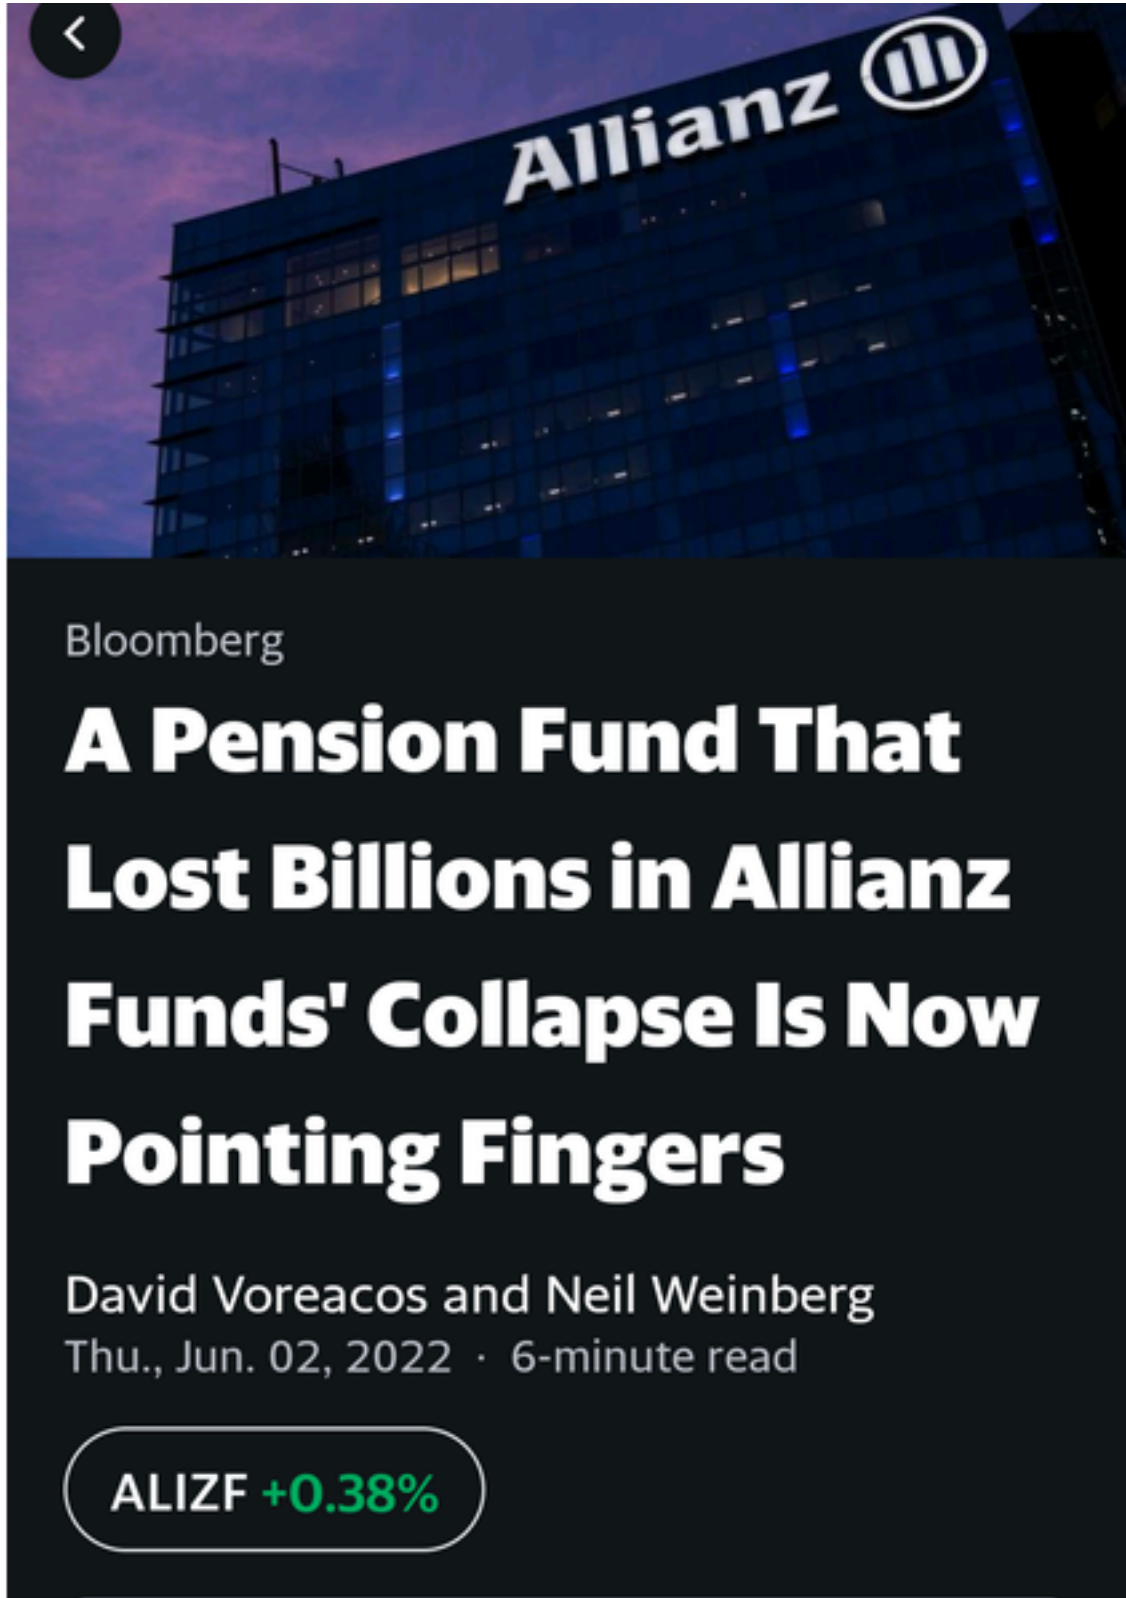 Allianz
Bloomberg
A Pension Fund That
Lost Billions in Allianz
Funds' Collapse Is Now
Pointing Fingers
David Voreacos and Neil Weinberg
Thu., Jun. 02, 2022 · 6-minute read
ALIZF +0.38%